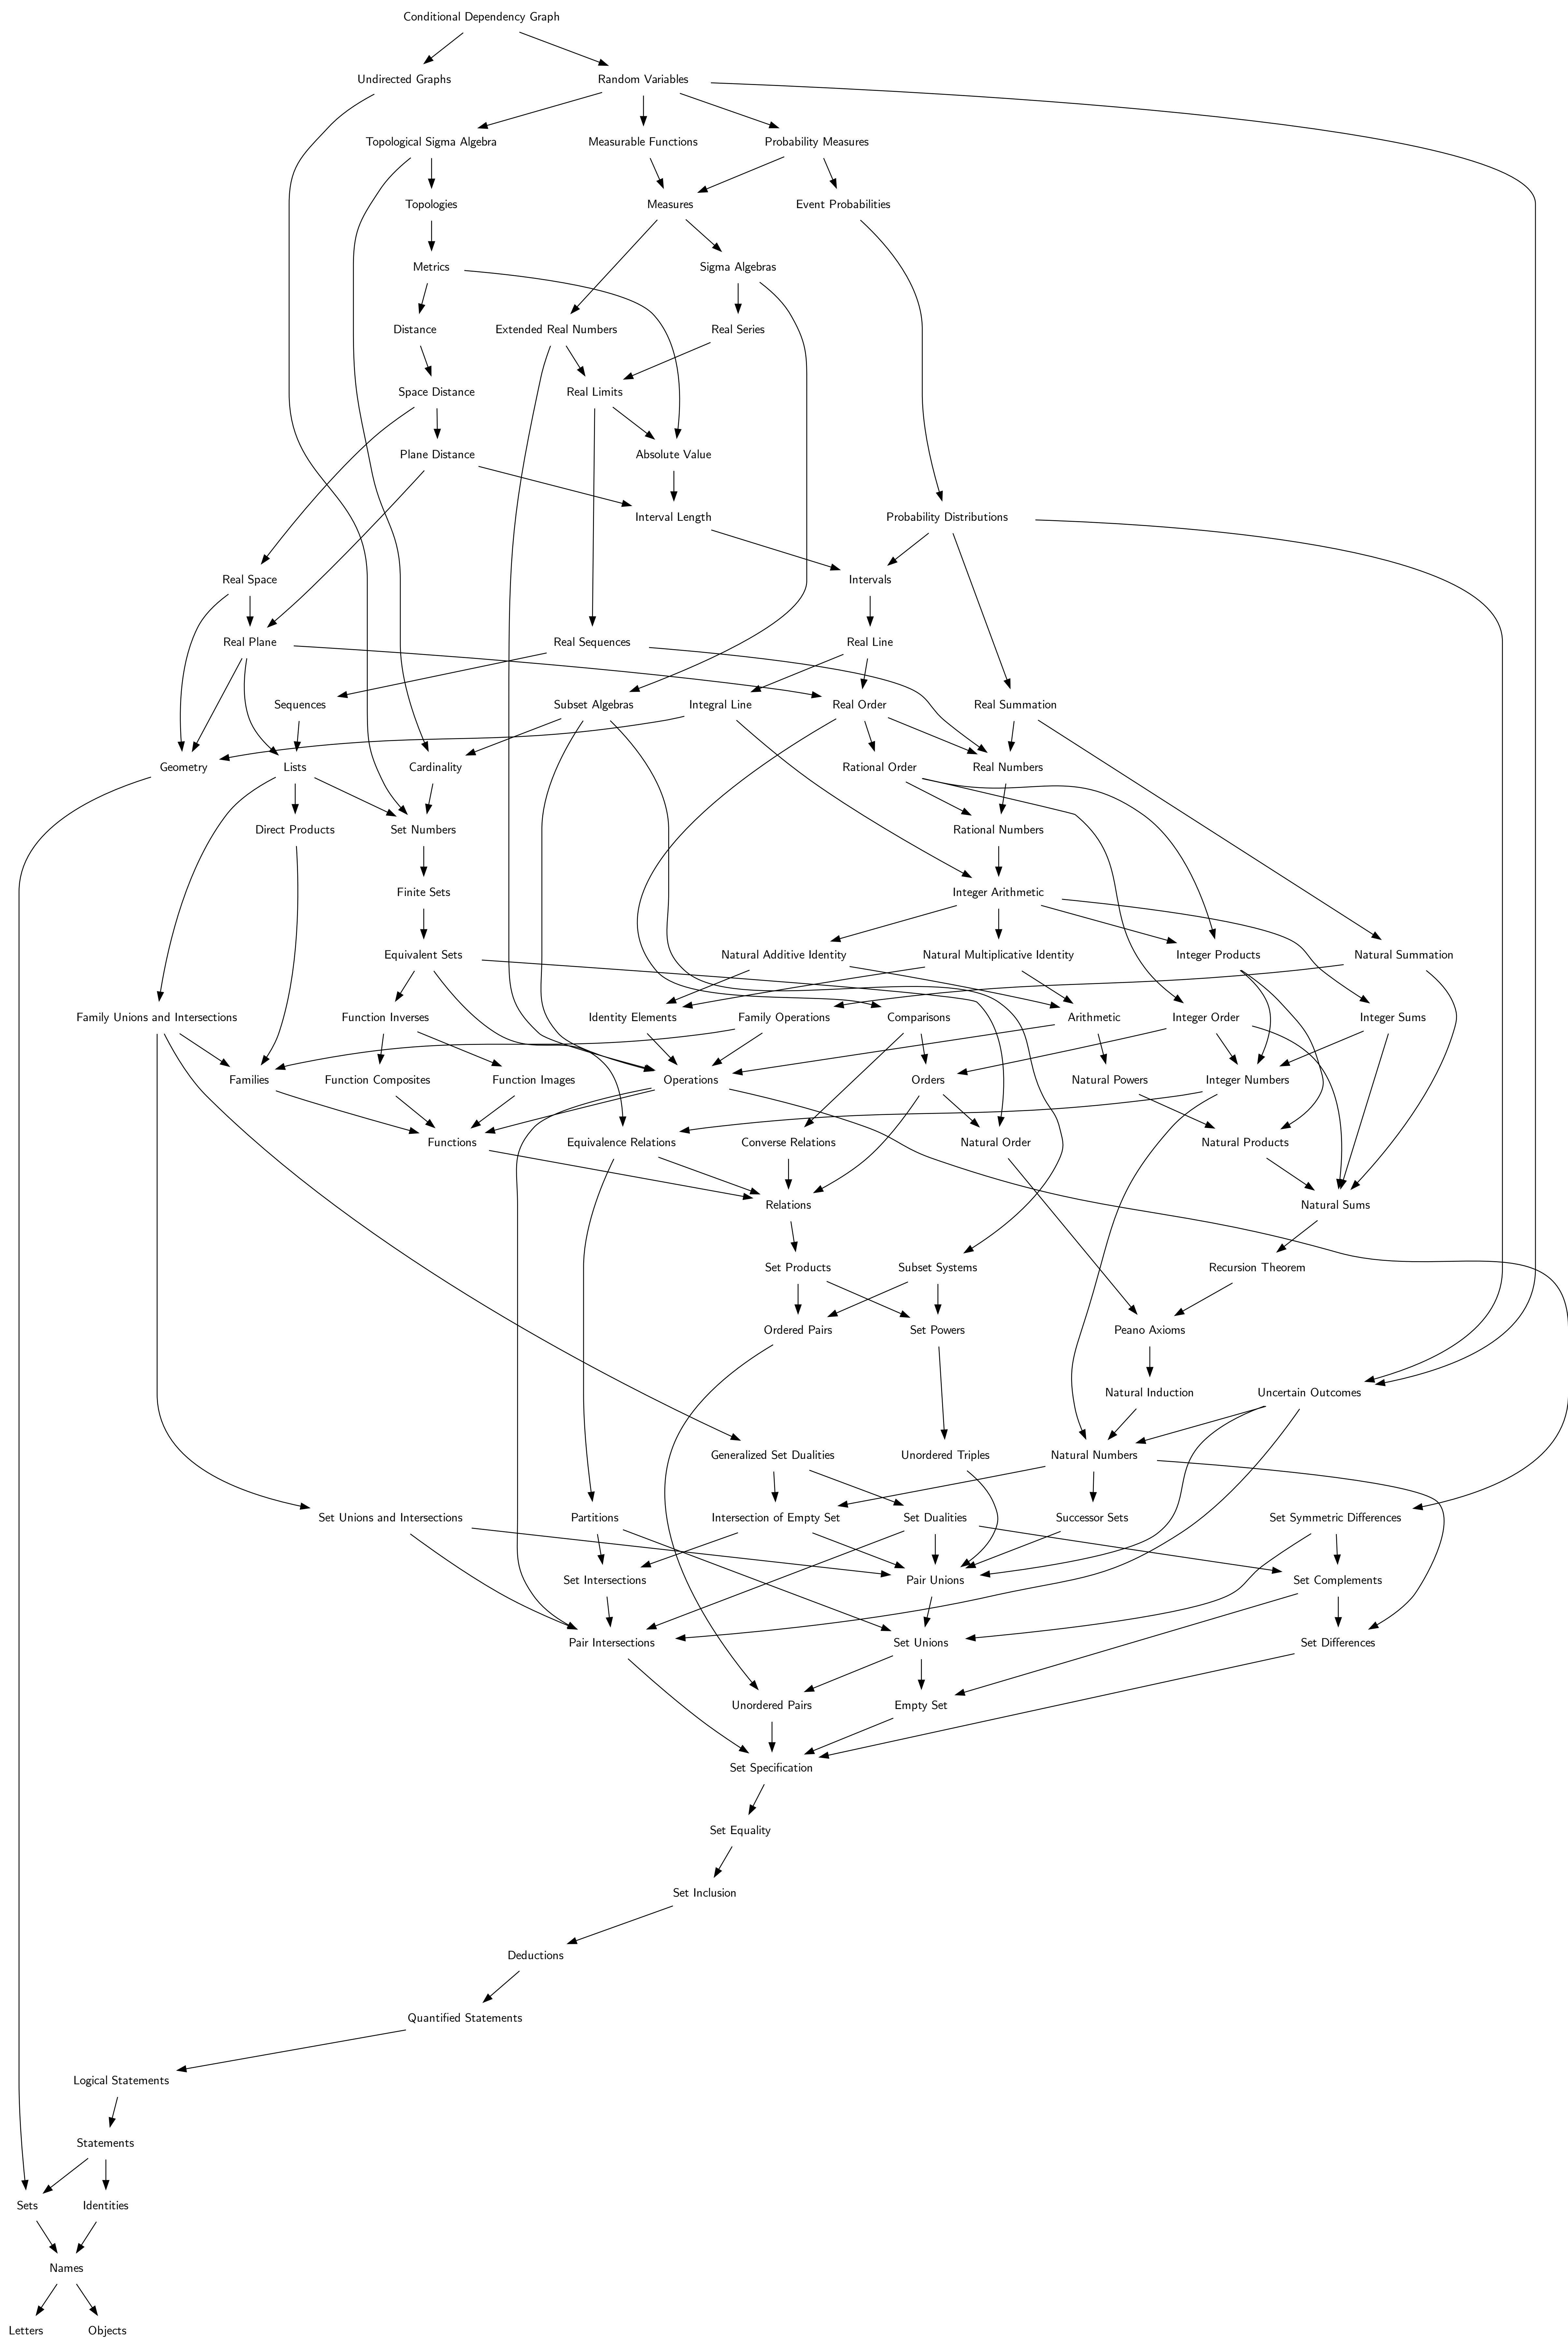 Conditional Dependency Graph
Undirected Graphs
Random Variables
Topological Sigma Algebra
Measurable Functions
Probability Measures
Topologies
Measures
Event Probabilities
Metrics
Sigma Algebras
Distance
Extended Real Numbers
Real Series
Space Distance
Real Limits
Plane Distance
Absolute Value
Interval Length
Probability Distributions
Real Space
Intervals
Real Plane
Real Sequences
Real Line
Sequences
Subset Algebras
Integral Line
Real Order
Real Summation
Geometry
Lists
Cardinality
Rational Order
Real Numbers
Direct Products
Set Numbers
Rational Numbers
Finite Sets
Integer Arithmetic
Equivalent Sets
Natural Additive Identity
Natural Multiplicative Identity
Integer Products
Natural Summation
Family Unions and Intersections
Function Inverses
Identity Elements
Family Operations
Comparisons
Arithmetic
Integer Order
Integer Sums
Families
Function Composites
Function Images
Operations
Orders
Natural Powers
Integer Numbers
Functions
Equivalence Relations
Converse Relations
Natural Order
Natural Products
Relations
Natural Sums
Set Products
Subset Systems
Recursion Theorem
Ordered Pairs
Set Powers
Peano Axioms
Natural Induction
Uncertain Outcomes
Generalized Set Dualities
Unordered Triples
Natural Numbers
Set Unions and Intersections
Partitions
Intersection of Empty Set
Set Dualities
Successor Sets
Set Symmetric Differences
Set Intersections
Pair Unions
Set Complements
Pair Intersections
Set Unions
Set Differences
Unordered Pairs
Empty Set
Set Specification
Set Equality
Set Inclusion
Deductions
Quantified Statements
Logical Statements
Statements
Sets
Identities
Names
Letters
Objects